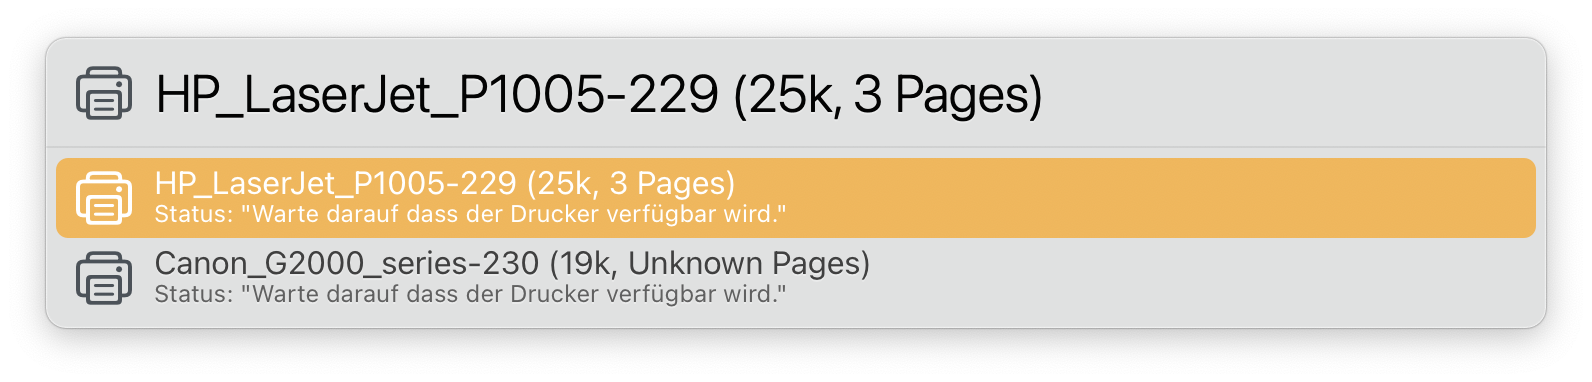 HP_LaserJet_P1005-229 (25k, 3 Pages)
HP_LaserJet_P1005-229 (25k, 3 Pages)
Status: "Warte darauf dass der Drucker verfügbar wird."
Canon_G2000_series-230 (19k, Unknown Pages)
Status: "Warte darauf dass der Drucker verfügbar wird."